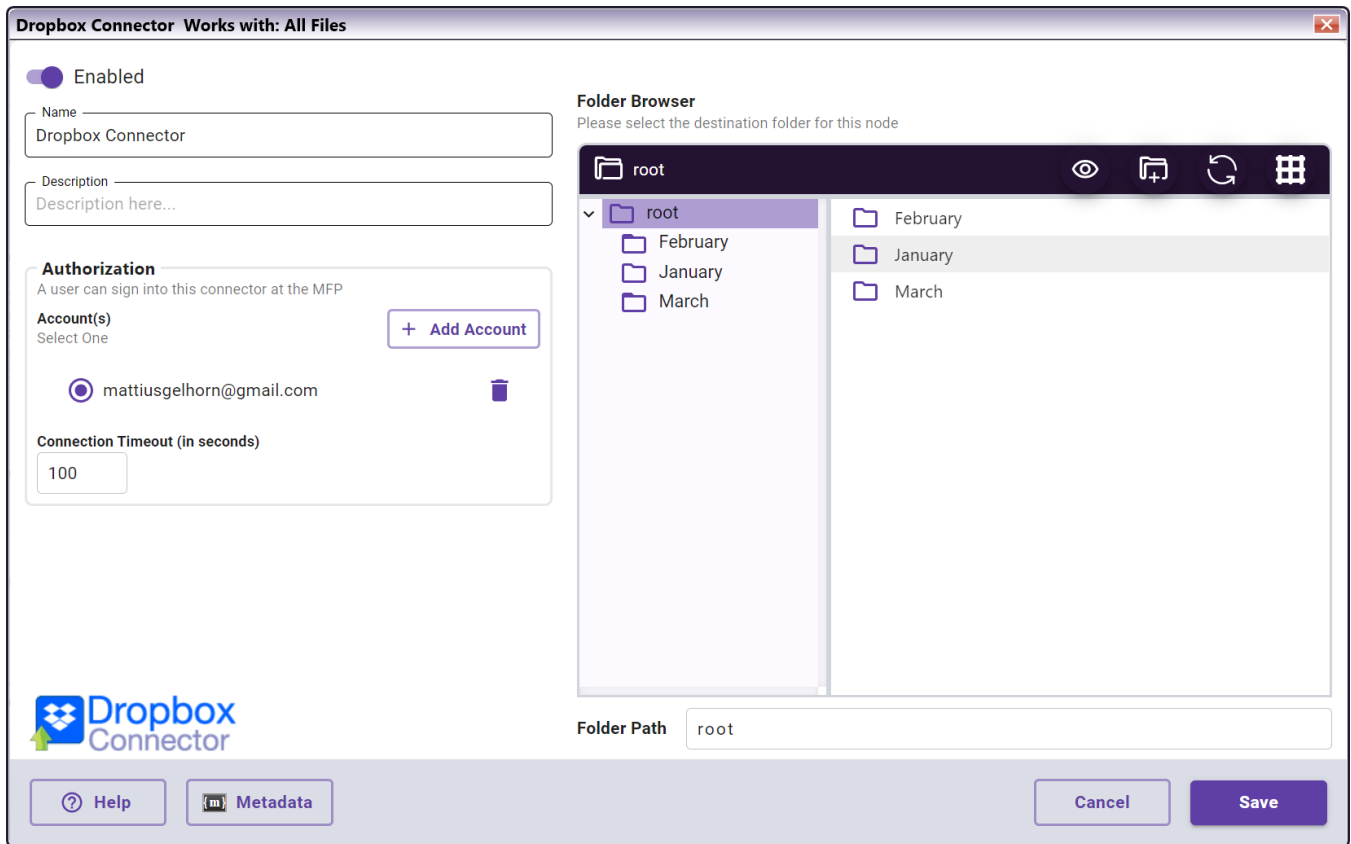 Dropbox Connector Works with: All Files
Enabled
Name
Dropbox Connector
Description
Description here...
Authorization
A user can sign into this connector at the MFP
Account(s)
Select One
+ Add Account
mattiusgelhorn@gmail.com
Connection Timeout (in seconds)
100
Dropbox
Connector
Folder Browser
Please select the destination folder for this node
root
root
February
January
March
February
January
March
Folder Path
root
? Help
{m} Metadata
Cancel
Save